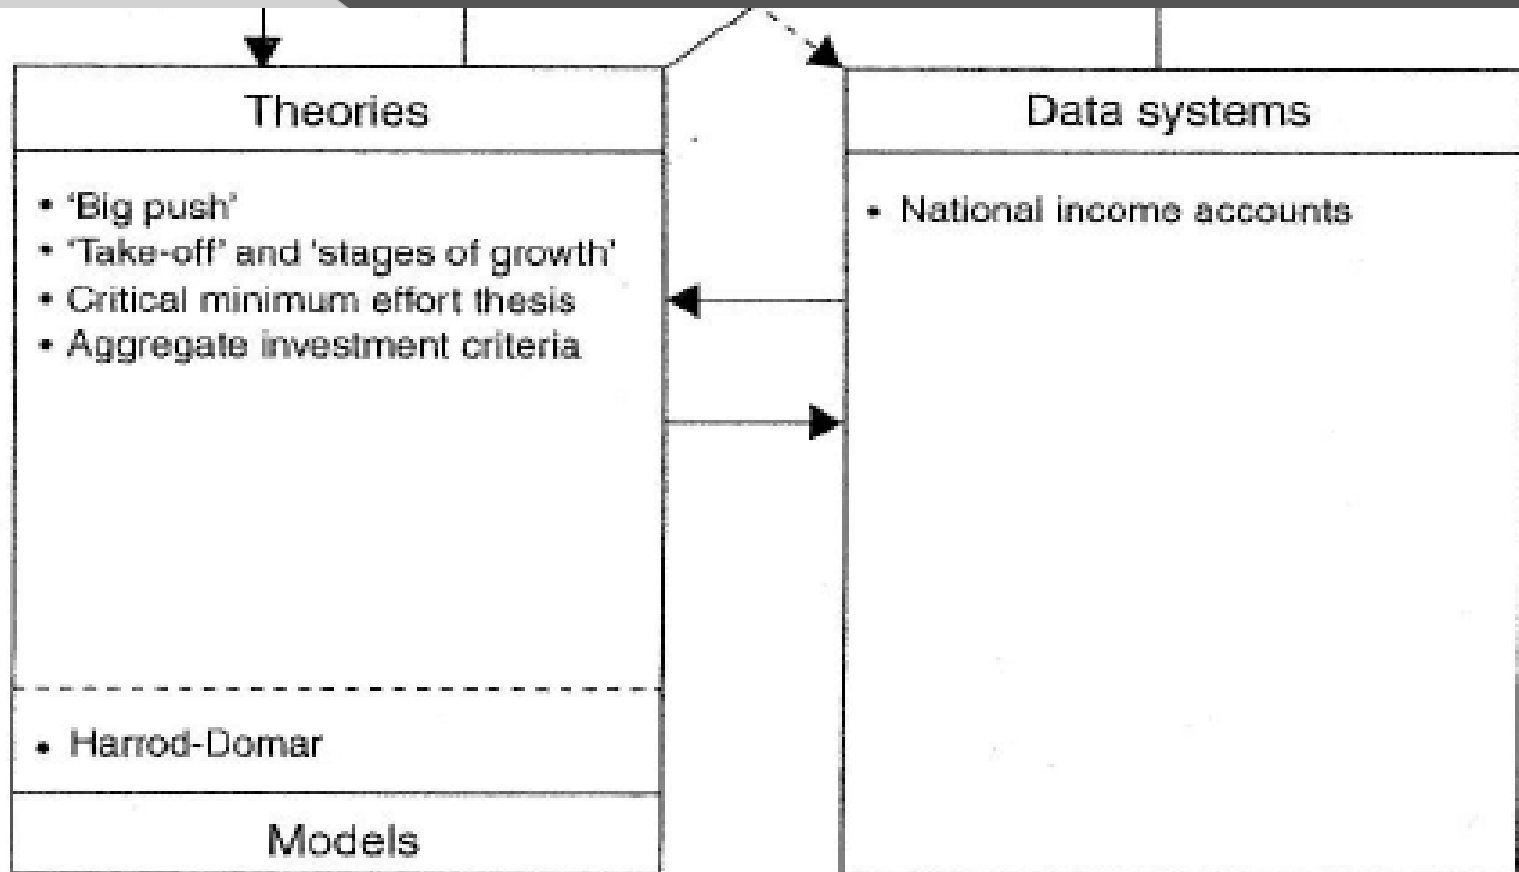 Theories
• 'Big push'
• 'Take-off' and 'stages of growth'
• Critical minimum effort thesis
• Aggregate investment criteria
• Harrod-Domar
Models
Data systems
• National income accounts